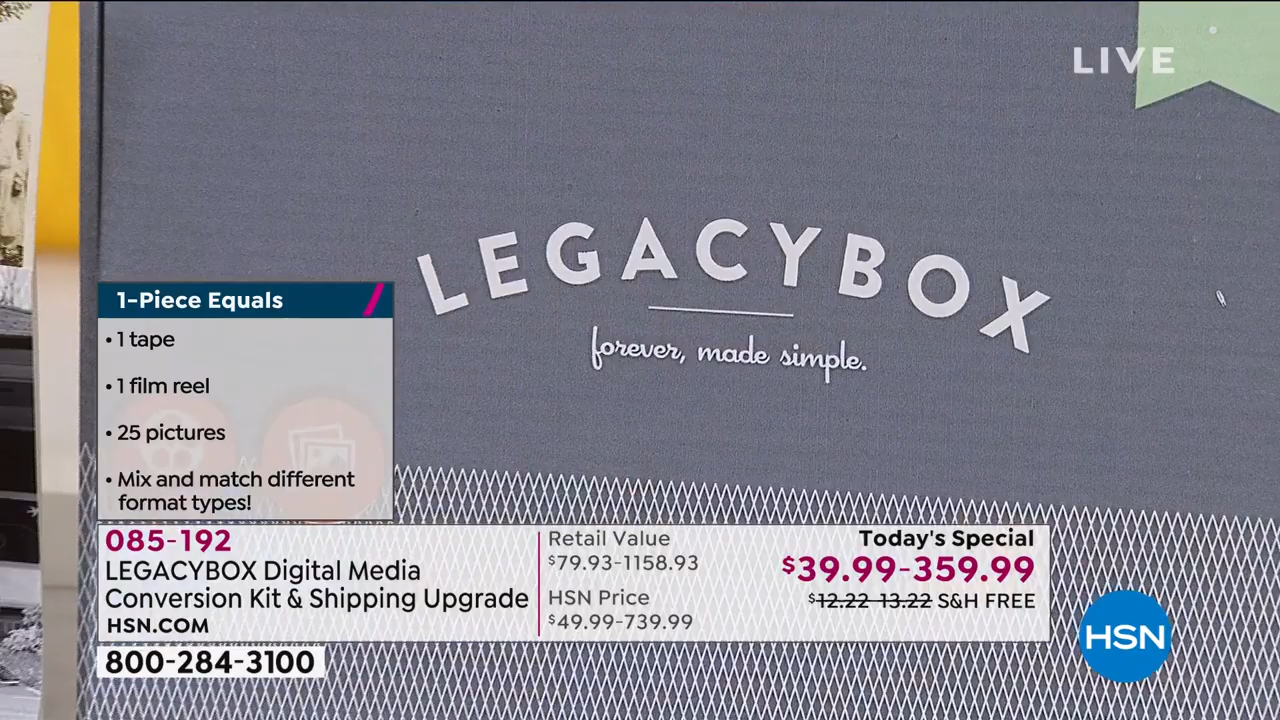 LIVE
LEGACYBOX
forever, made simple.
1-Piece Equals
• 1 tape
• 1 film reel
• 25 pictures
• Mix and match different
format types!
085-192
LEGACYBOX Digital Media
Conversion Kit & Shipping Upgrade
HSN.COM
800-284-3100
Retail Value
$79.93-1158.93
HSN Price
$49.99-739.99
Today's Special
$39.99-359.99
$12.22-13.22 S&H FREE
HSN